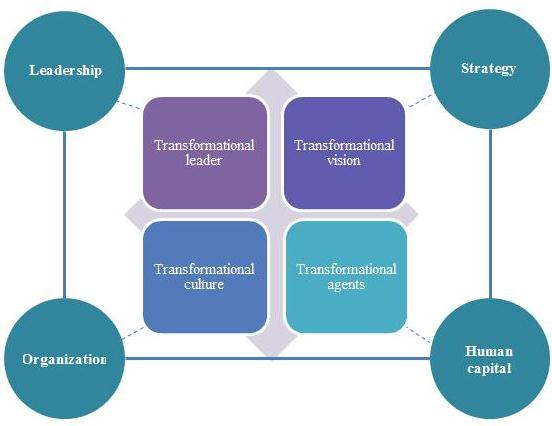 Leadership
Strategy
Transformational
leader
Transformational
vision
Transformational
culture
Transformational
agents
Organization
Human
capital